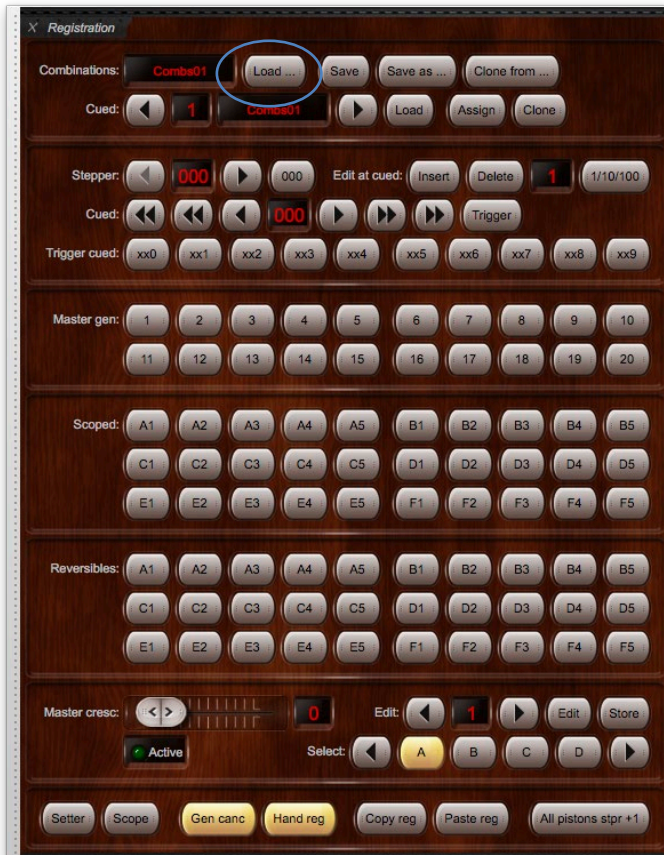 X Registration
Combinations: Combs01 Load ... Save Save as ... Clone from ...
Cued: 1 Combs01 Load Assign Clone
Stepper: 000 000 Edit at cued: Insert Delete 1 1/10/100
Cued: 000 Trigger
Trigger cued: xx0 xx1 xx2 xx3 xx4 xx5 xx6 xx7 xx8 xx9
Master gen: 1 2 3 4 5 6 7 8 9 10
11 12 13 14 15 16 17 18 19 20
Scoped: A1 A2 A3 A4 A5 B1 B2 B3 B4 B5
C1 C2 C3 C4 C5 D1 D2 D3 D4 D5
E1 E2 E3 E4 E5 F1 F2 F3 F4 F5
Reversibles: A1 A2 A3 A4 A5 B1 B2 B3 B4 B5
C1 C2 C3 C4 C5 D1 D2 D3 D4 D5
E1 E2 E3 E4 E5 F1 F2 F3 F4 F5
Master cresc: 0 Edit: 1 Edit Store
Active Select: A B C D
Setter Scope Gen canc Hand reg Copy reg Paste reg All pistons stpr +1